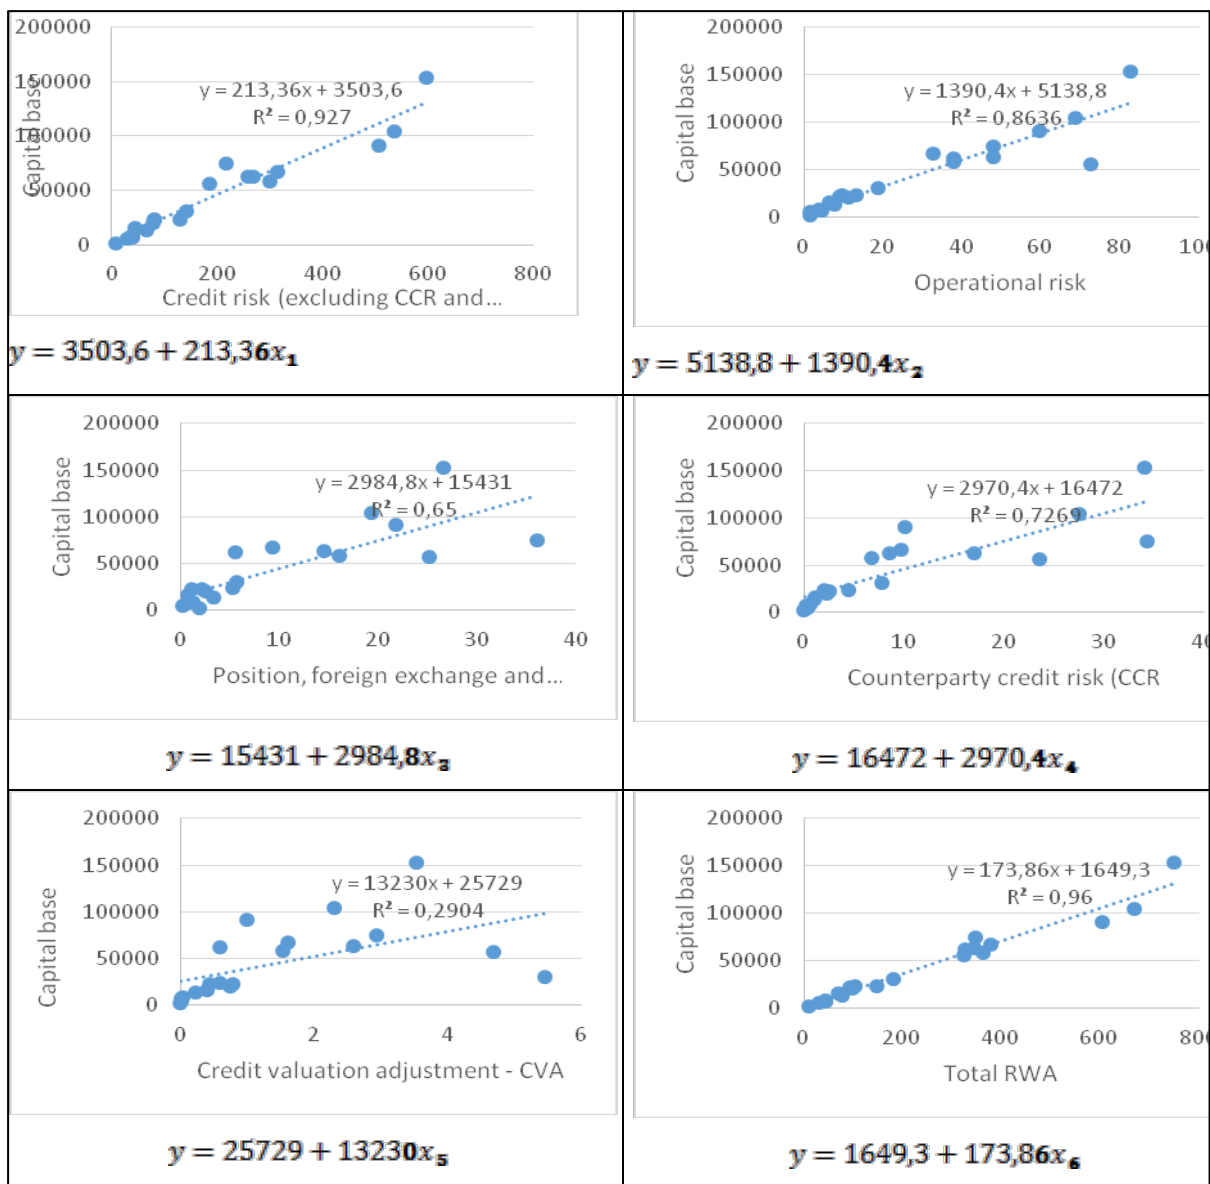 200000
150000
100000
50000
0
Capital base
y = 213,36x + 3503,6
R² = 0,927
0 200 400 600 800
Credit risk (excluding CCR and...
y = 3503,6 + 213,36x₁
200000
150000
100000
50000
0
Capital base
y = 1390,4x + 5138,8
R² = 0,8636
0 20 40 60 80 100
Operational risk
y = 5138,8 + 1390,4x₂
200000
150000
100000
50000
0
Capital base
y = 2984,8x + 15431
R² = 0,65
0 10 20 30 40
Position, foreign exchange and...
y = 15431 + 2984,8x₃
200000
150000
100000
50000
0
Capital base
y = 2970,4x + 16472
R² = 0,7269
0 10 20 30 40
Counterparty credit risk (CCR
y = 16472 + 2970,4x₄
200000
150000
100000
50000
0
Capital base
y = 13230x + 25729
R² = 0,2904
0 2 4 6
Credit valuation adjustment - CVA
y = 25729 + 13230x₅
200000
150000
100000
50000
0
Capital base
y = 173,86x + 1649,3
R² = 0,96
0 200 400 600 800
Total RWA
y = 1649,3 + 173,86x₆